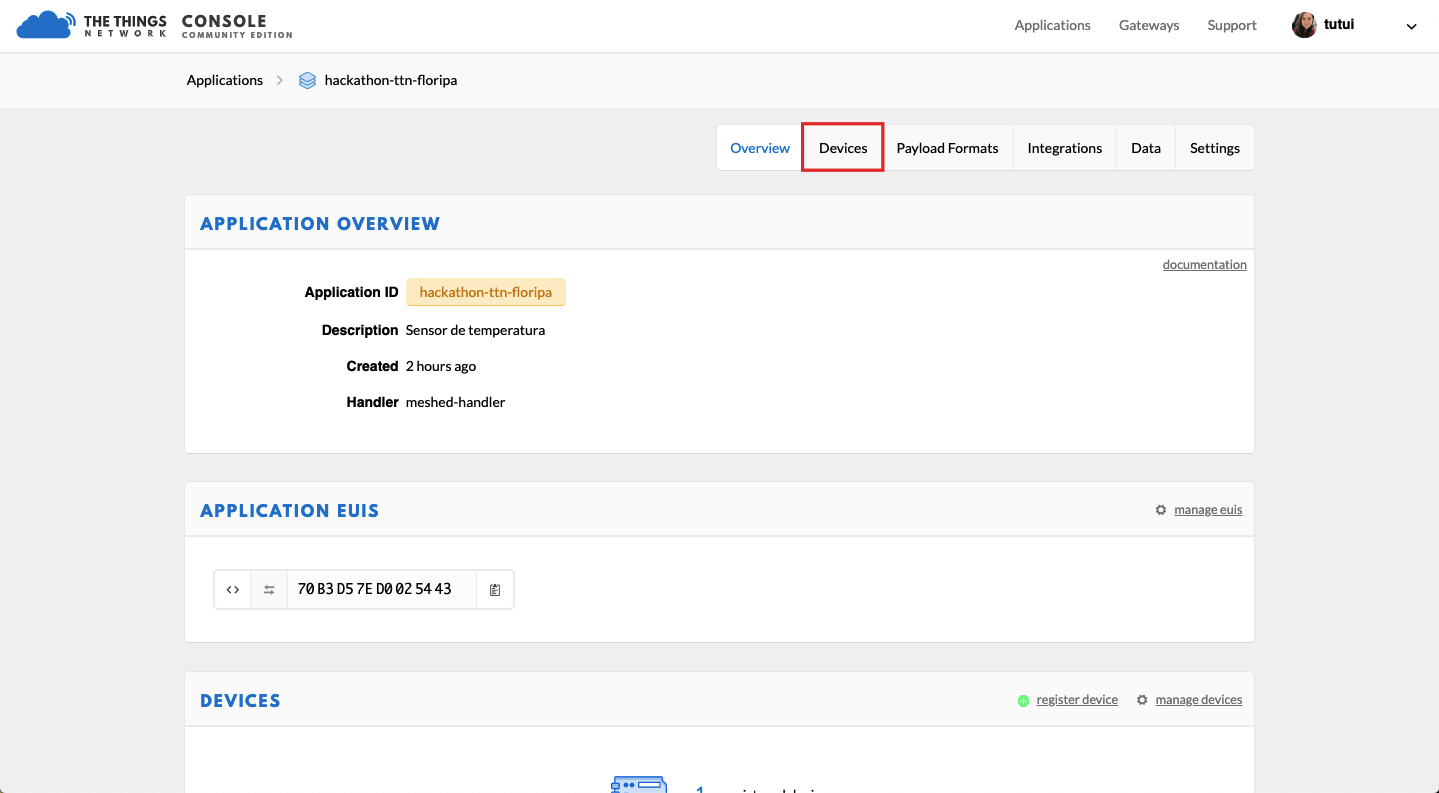 THE THINGS NETWORK CONSOLE COMMUNITY EDITION
Applications Gateways Support tutui
Applications hackathon-ttn-floripa
Overview Devices Payload Formats Integrations Data Settings
APPLICATION OVERVIEW
documentation
Application ID hackathon-ttn-floripa
Description Sensor de temperatura
Created 2 hours ago
Handler meshed-handler
APPLICATION EUIS
manage euis
70 B3 D5 7E D0 02 54 43
DEVICES
register device manage devices
1